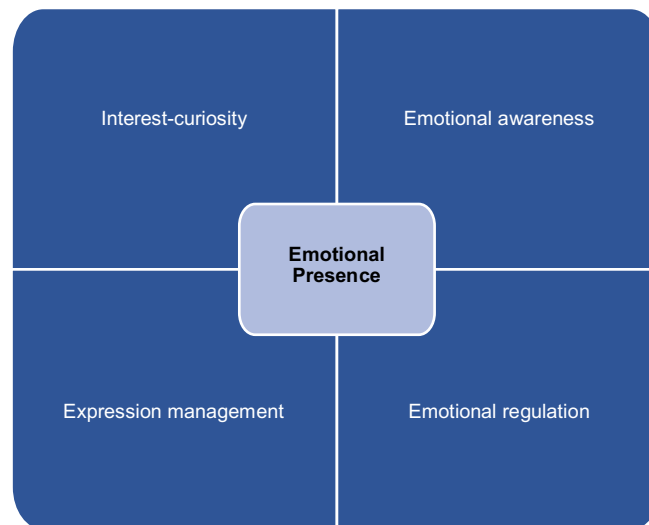 Interest-curiosity
Emotional awareness
Emotional
Presence
Expression management
Emotional regulation